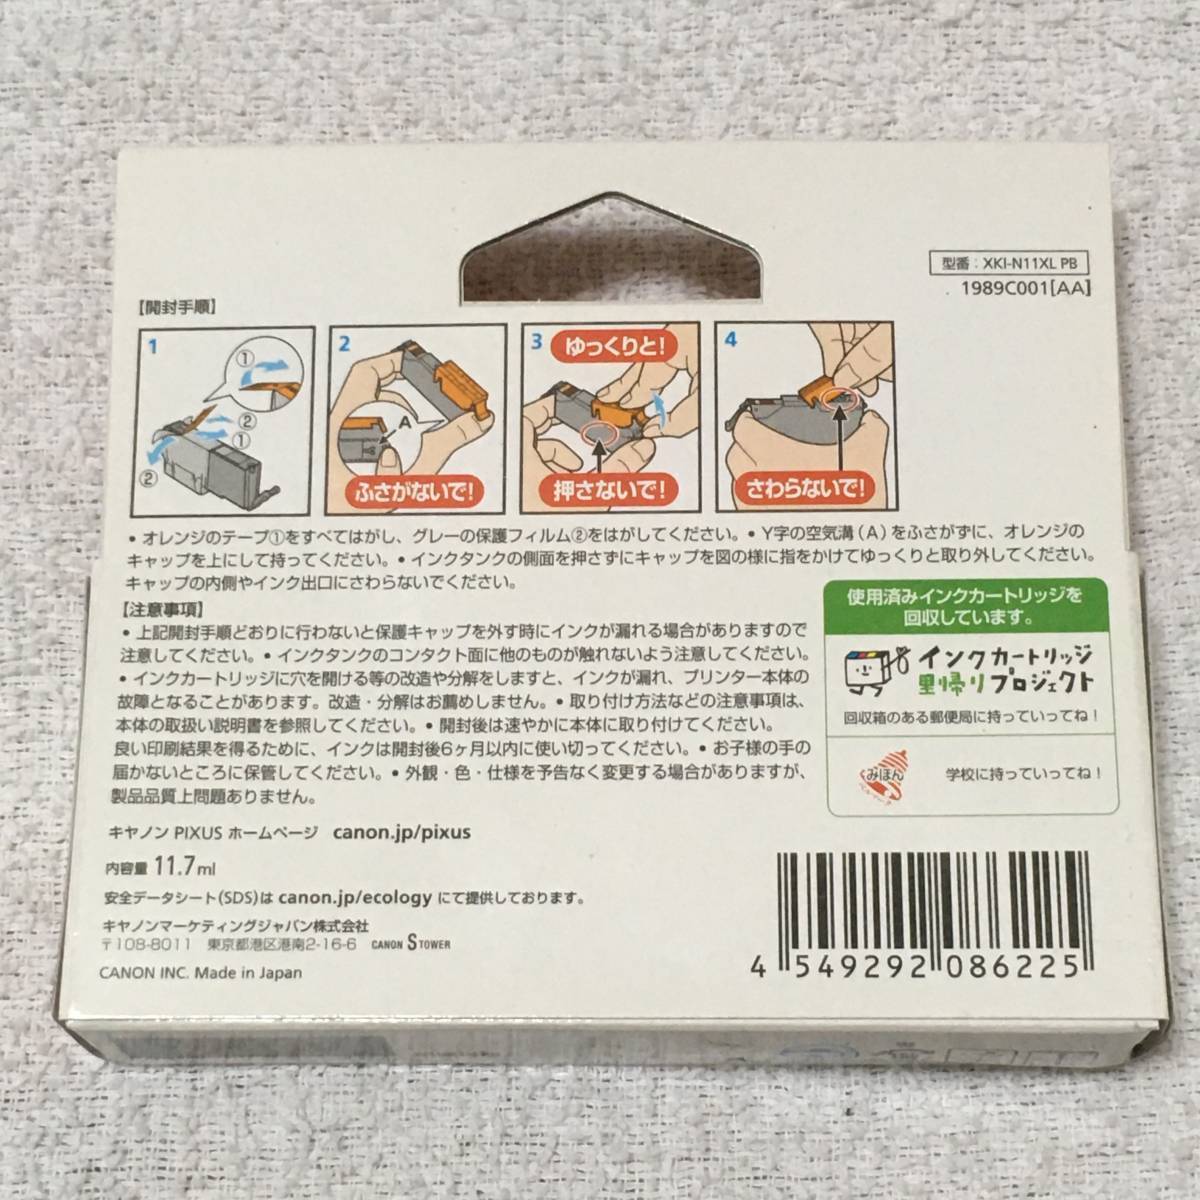 型番：XKI-N11XL PB
1989C001[AA]
【開封手順】
1
①
②
①
②
2
A
ふさがないで！
3
ゆっくりと！
押さないで！
4
さわらないで！
・オレンジのテープ①をすべてはがし、グレーの保護フィルム②をはがしてください。・Y字の空気溝（A）をふさがずに、オレンジの
キャップを上にして持ってください。・インクタンクの側面を押さずにキャップを図の様に指をかけてゆっくりと取り外してください。
キャップの内側やインク出口にさわらないでください。
【注意事項】
・上記開封手順どおりに行わないと保護キャップを外す時にインクが漏れる場合がありますので
注意してください。・インクタンクのコンタクト面に他のものが触れないよう注意してください。
・インクカートリッジに穴を開ける等の改造や分解をしますと、インクが漏れ、プリンター本体の
故障となることがあります。改造・分解はお薦めしません。・取り付け方法などの注意事項は、
本体の取扱い説明書を参照してください。・開封後は速やかに本体に取り付けてください。
良い印刷結果を得るために、インクは開封後6ヶ月以内に使い切ってください。・お子様の手の
届かないところに保管してください。・外観・色・仕様を予告なく変更する場合がありますが、
製品品質上問題ありません。
キヤノン PIXUS ホームページ canon.jp/pixus
内容量 11.7ml
安全データシート(SDS)は canon.jp/ecology にて提供しております。
キヤノンマーケティングジャパン株式会社
〒108-8011 東京都港区港南2-16-6 CANON S TOWER
CANON INC. Made in Japan
使用済みインクカートリッジを
回収しています。
インクカートリッジ
里帰りプロジェクト
回収箱のある郵便局に持っていってね！
みほん
ベルマーク
学校に持っていってね！
4 549292 086225